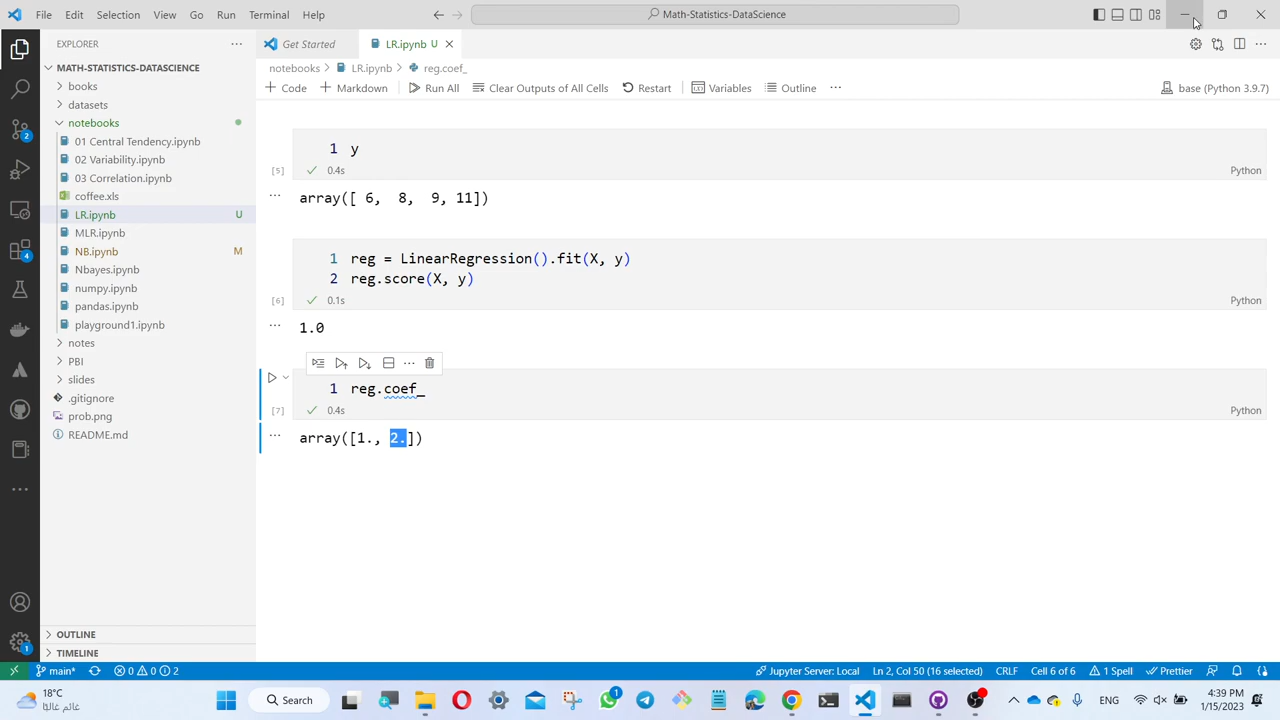 File Edit Selection View Go Run Terminal Help
Math-Statistics-DataScience
EXPLORER
Get Started
LR.ipynb U
MATH-STATISTICS-DATASCIENCE
notebooks > LR.ipynb > reg.coef_
books
+ Code + Markdown Run All Clear Outputs of All Cells Restart Variables Outline ...
base (Python 3.9.7)
datasets
notebooks
01 Central Tendency.ipynb
02 Variability.ipynb
03 Correlation.ipynb
coffee.xls
LR.ipynb U
MLR.ipynb
NB.ipynb M
Nbayes.ipynb
numpy.ipynb
pandas.ipynb
playground1.ipynb
notes
PBI
slides
.gitignore
prob.png
README.md
OUTLINE
TIMELINE
1 y
[5] 0.4s Python
array([ 6, 8, 9, 11])
1 reg = LinearRegression().fit(X, y)
2 reg.score(X, y)
[6] 0.1s Python
1.0
1 reg.coef_
[7] 0.4s Python
array([1., 2.])
2
4
1
main* 0 0 2 Jupyter Server: Local Ln 2, Col 50 (16 selected) CRLF Cell 6 of 6 1 Spell Prettier
18°C
غائم غالبًا
Search
1
ENG
4:39 PM
1/15/2023